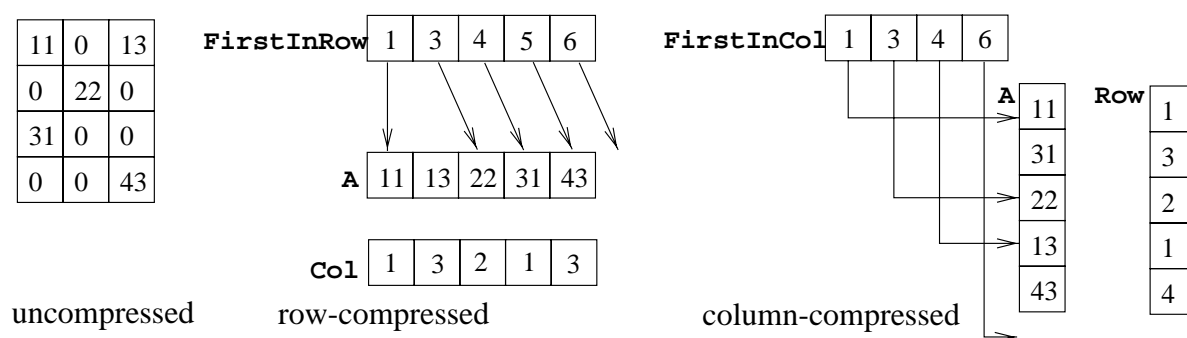 11 0 13
0 22 0
31 0 0
0 0 43
uncompressed
FirstInRow 1 3 4 5 6
A 11 13 22 31 43
Col 1 3 2 1 3
row-compressed
FirstInCol 1 3 4 6
A
11
31
22
13
43
Row
1
3
2
1
4
column-compressed